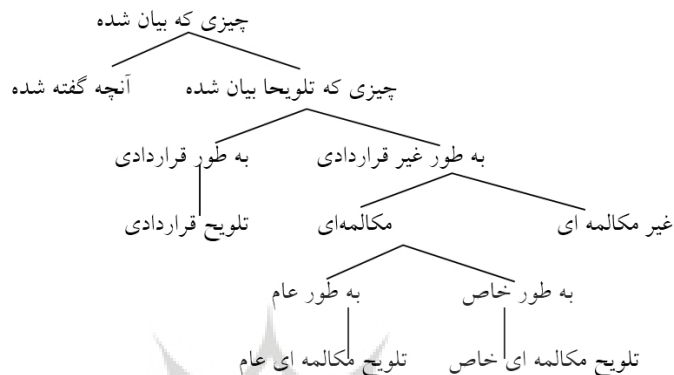 چیزی که بیان شده
چیزی که تلویحا بیان شده آنچه گفته شده
به طور غیر قراردادی به طور قراردادی
غیر مکالمه ای مکالمه‌ای تلویح قراردادی
به طور خاص به طور عام
تلویح مکالمه ای خاص تلویح مکالمه ای عام